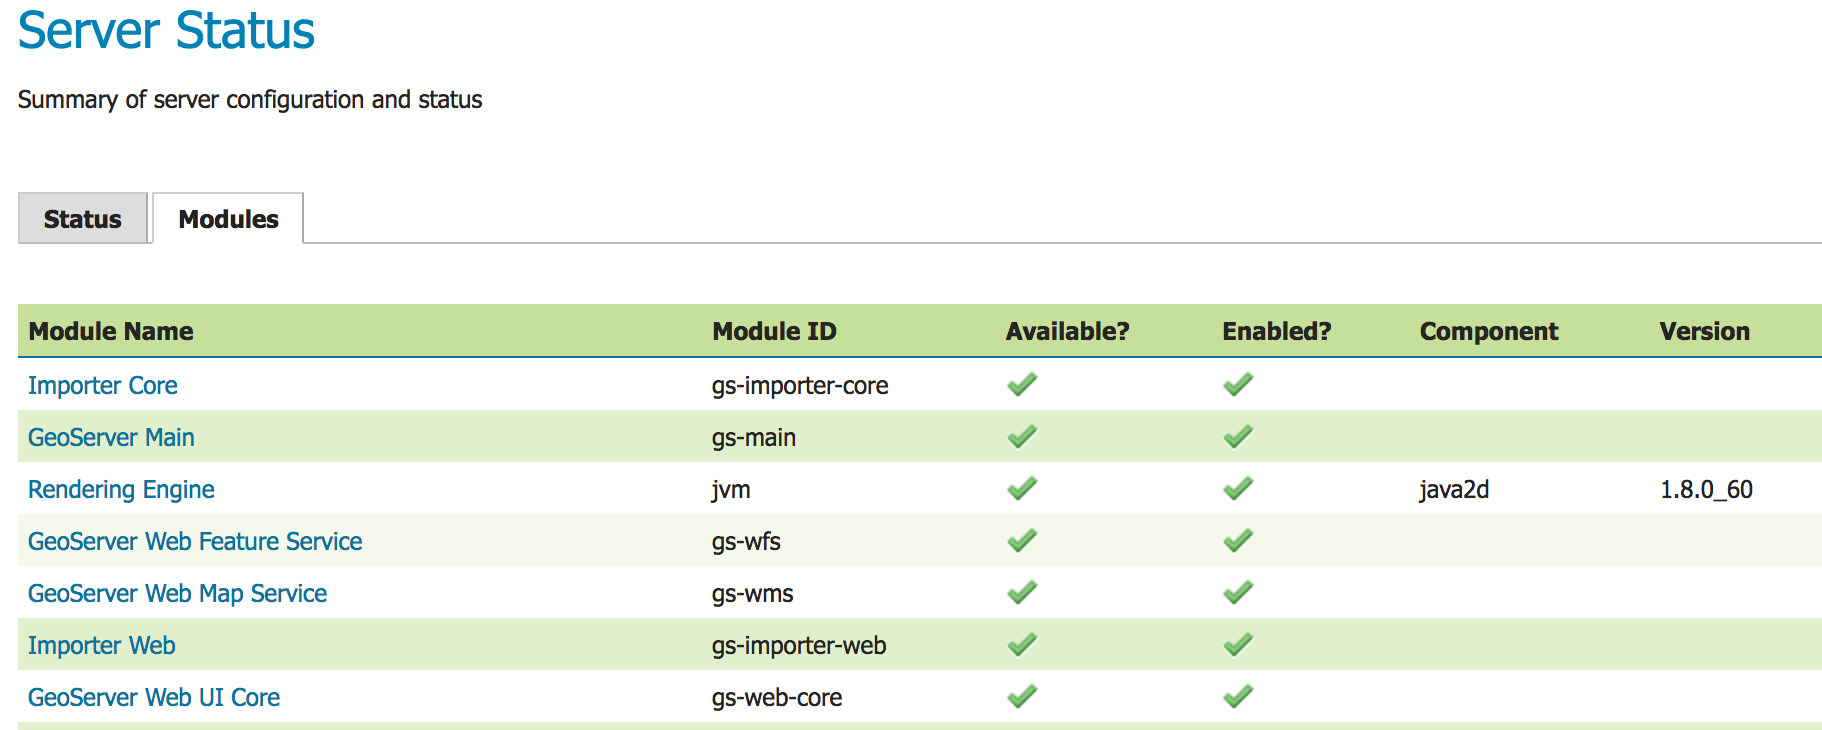 Server Status
Summary of server configuration and status
Status Modules
Module Name Module ID Available? Enabled? Component Version
Importer Core gs-importer-core
GeoServer Main gs-main
Rendering Engine jvm java2d 1.8.0_60
GeoServer Web Feature Service gs-wfs
GeoServer Web Map Service gs-wms
Importer Web gs-importer-web
GeoServer Web UI Core gs-web-core